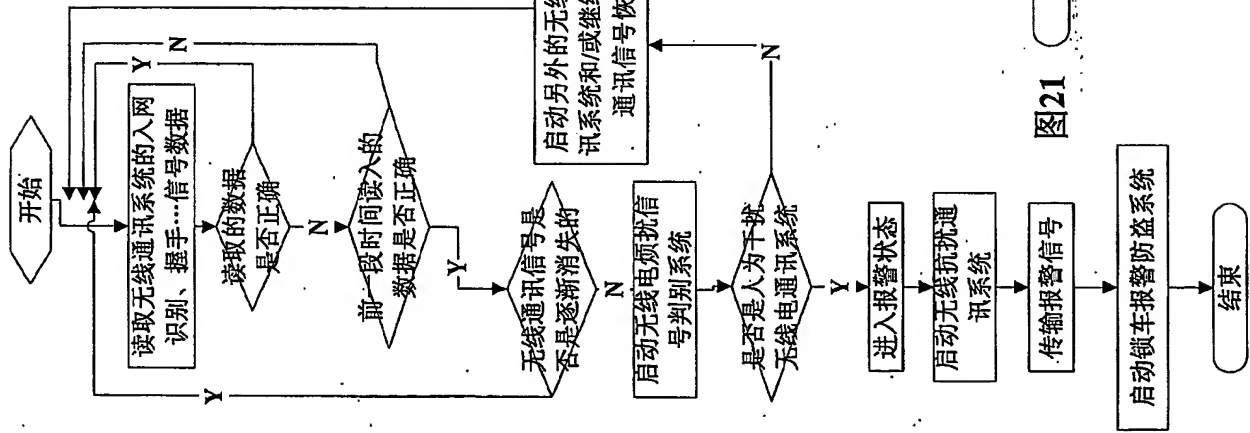 开始
读取无线通讯系统的入网
识别、握手…信号数据
读取的数据
是否正确
Y
N
N
前一段时间读入的
数据是否正确
Y
无线通讯信号是
否是逐渐消失的
Y
N
启动无线电烦扰信
号判别系统
是否是人为干扰
无线电通讯系统
N
启动另外的无线
讯系统和/或继续
通讯信号恢
Y
进入报警状态
启动无线抗扰通
讯系统
传输报警信号
启动锁车报警防盗系统
结束
图21